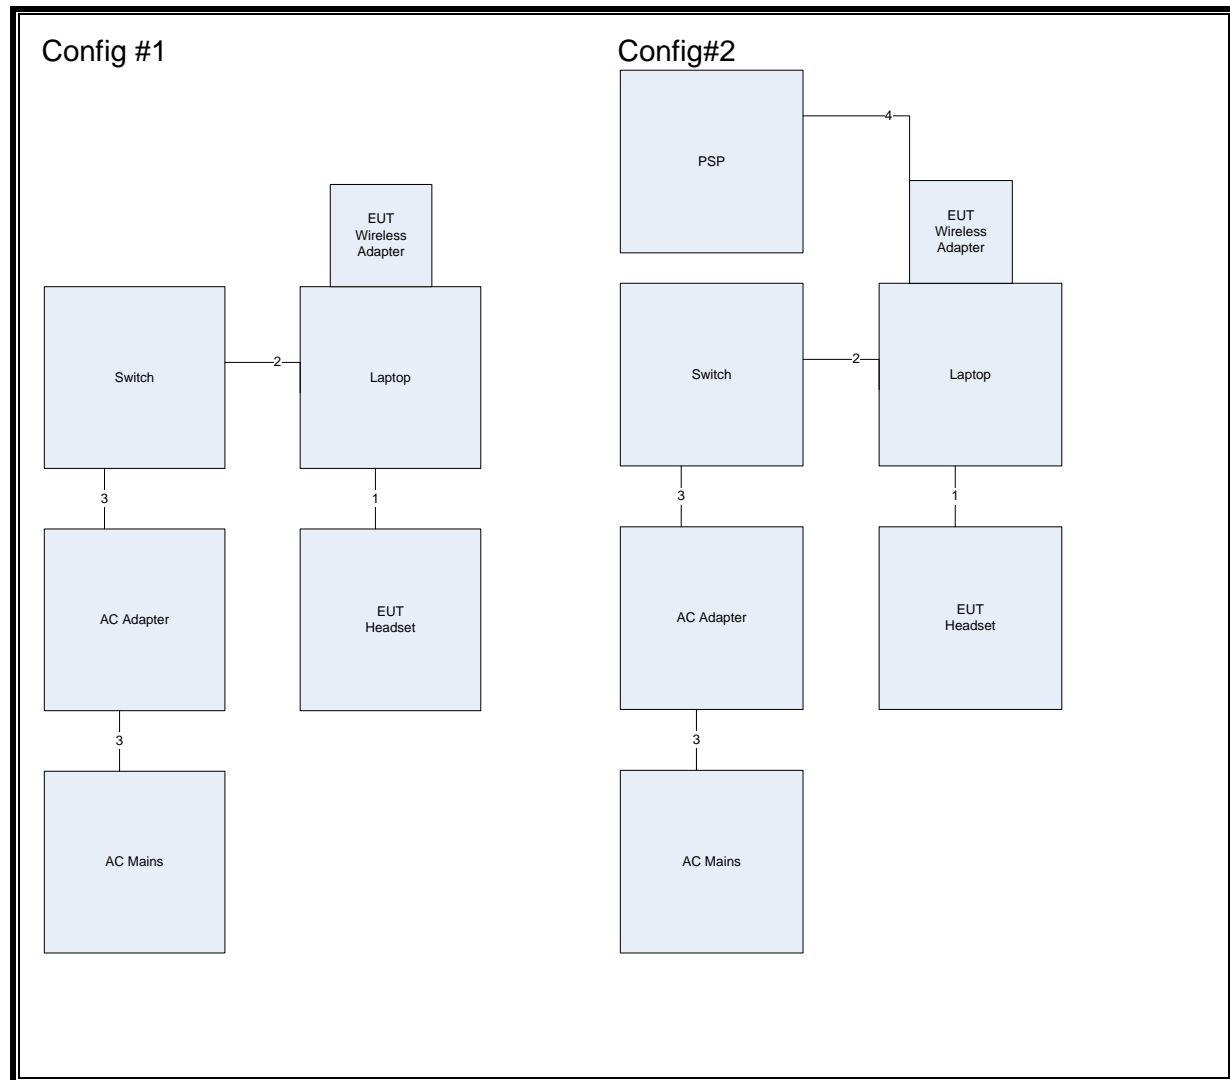 Config #1
EUT
Wireless
Adapter
Switch
2
Laptop
3
1
AC Adapter
EUT
Headset
3
AC Mains
Config#2
PSP
4
EUT
Wireless
Adapter
Switch
2
Laptop
3
1
AC Adapter
EUT
Headset
3
AC Mains